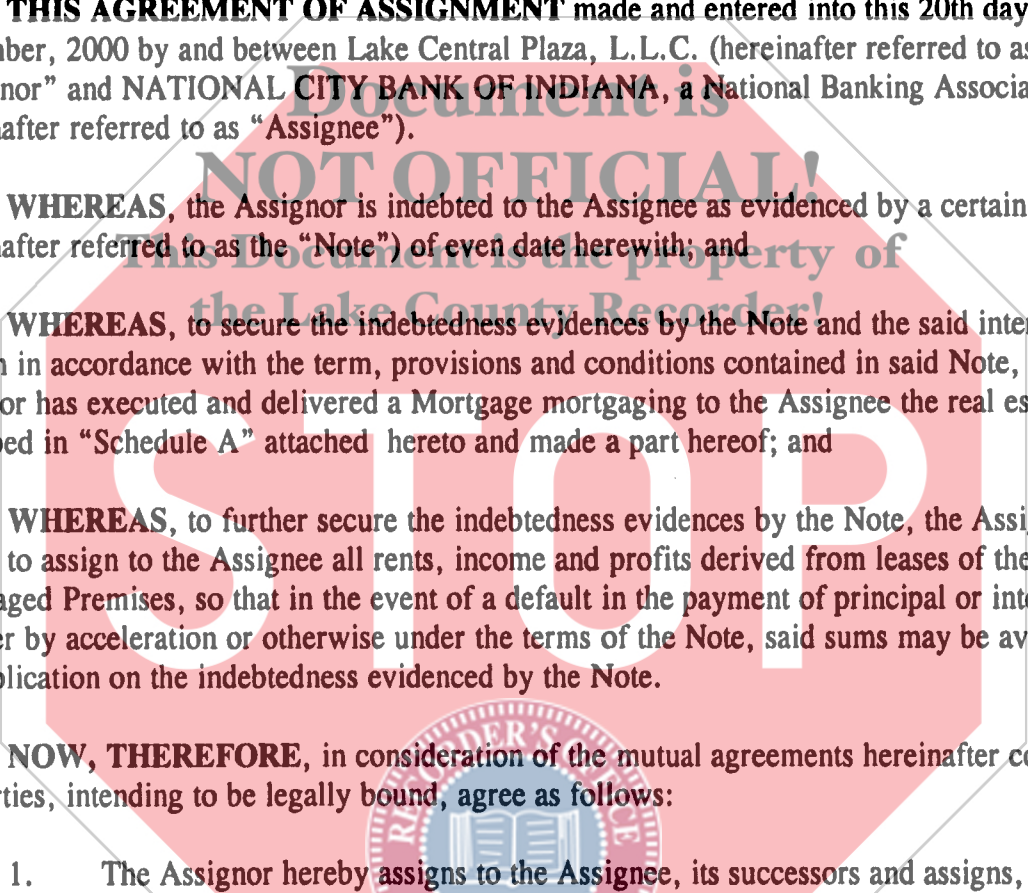 THIS AGREEMENT OF ASSIGNMENT made and entered into this 20th day
ber, 2000 by and between Lake Central Plaza, L.L.C. (hereinafter referred to as
nor” and NATIONAL CITY BANK OF INDIANA, a National Banking Associa
Document is
after referred to as “Assignee”).
NOT OFFICIAL!
WHEREAS, the Assignor is indebted to the Assignee as evidenced by a certain
after referred to as the “Note”) of even date herewith; and
This Document is the property of
the Lake County Recorder!
WHEREAS, to secure the indebtedness evidences by the Note and the said inter
in in accordance with the term, provisions and conditions contained in said Note,
or has executed and delivered a Mortgage mortgaging to the Assignee the real es
bed in “Schedule A” attached hereto and made a part hereof; and
STOP
WHEREAS, to further secure the indebtedness evidences by the Note, the Assi
to assign to the Assignee all rents, income and profits derived from leases of the
aged Premises, so that in the event of a default in the payment of principal or inte
er by acceleration or otherwise under the terms of the Note, said sums may be av
plication on the indebtedness evidenced by the Note.
NOW, THEREFORE, in consideration of the mutual agreements hereinafter co
rties, intending to be legally bound, agree as follows:
RECORDER'S OFFICE
1. The Assignor hereby assigns to the Assignee, its successors and assigns,